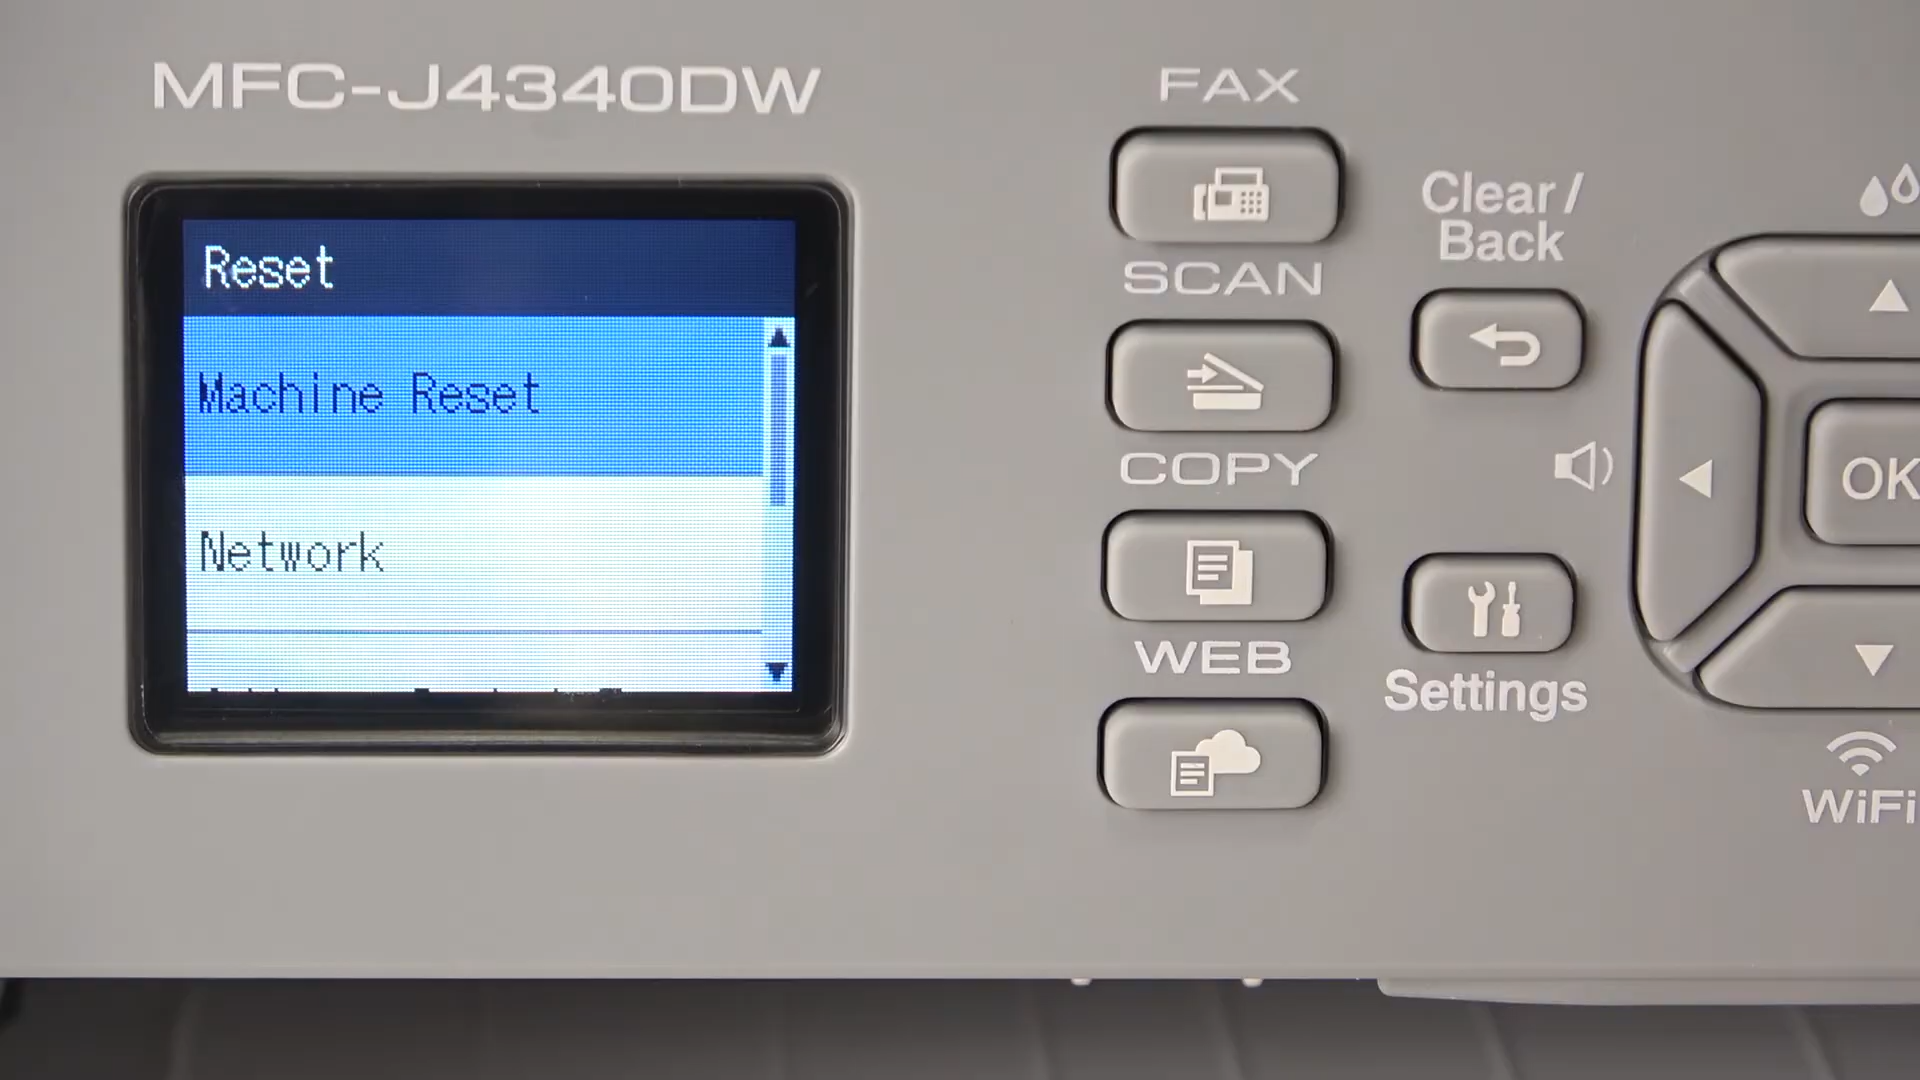 MFC-J4340DW
Reset
Machine Reset
Network
FAX
SCAN
COPY
WEB
Clear/
Back
Settings
OK
WiFi